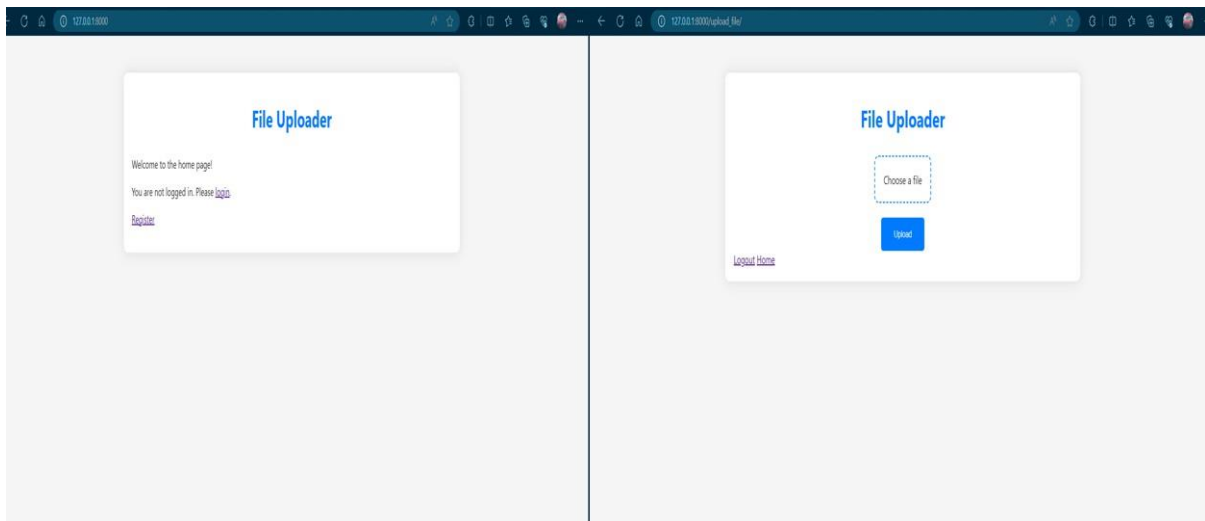 127.0.0.1:8000
File Uploader
Welcome to the home page!
You are not logged in. Please login.
Register
127.0.0.1:8000/upload_file/
File Uploader
Choose a file
Upload
Logout Home